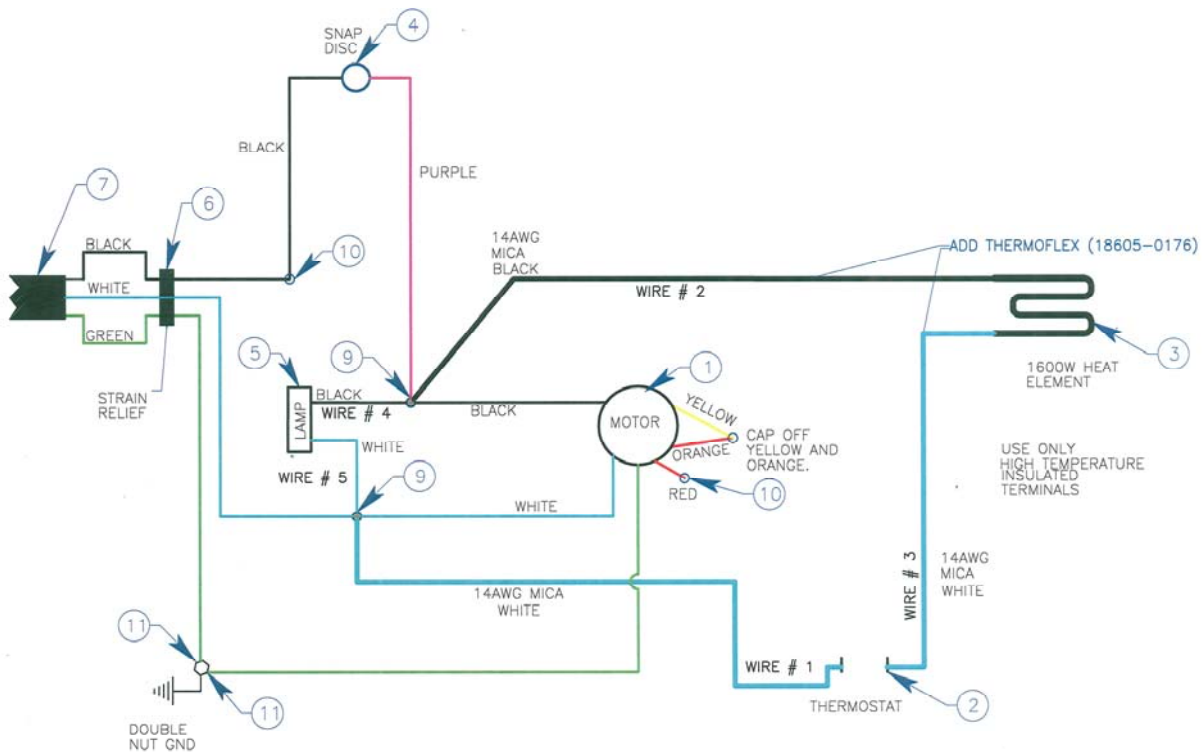 4
SNAP
DISC
BLACK
PURPLE
7
6
BLACK
WHITE
GREEN
10
14AWG
MICA
BLACK
ADD THERMOFLEX (18605-0176)
WIRE # 2
STRAIN
RELIEF
5
9
1
3
1600W HEAT
ELEMENT
BLACK
WIRE # 4
BLACK
LAMP
MOTOR
YELLOW
ORANGE
CAP OFF
YELLOW AND
ORANGE.
WHITE
WIRE # 5
9
RED
10
USE ONLY
HIGH TEMPERATURE
INSULATED
TERMINALS
WHITE
14AWG MICA
WHITE
WIRE # 3
14AWG
MICA
WHITE
11
WIRE # 1
THERMOSTAT
2
11
DOUBLE
NUT GND